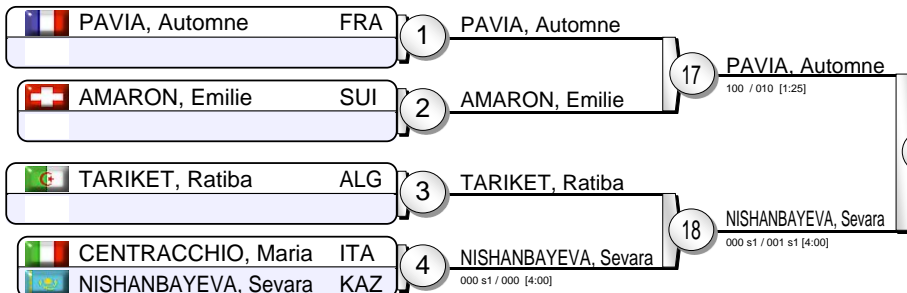 PAVIA, Automne FRA
1
PAVIA, Automne
AMARON, Emilie SUI
2
AMARON, Emilie
17
PAVIA, Automne
100 / 010 [1:25]
TARIKET, Ratiba ALG
3
TARIKET, Ratiba
CENTRACCHIO, Maria ITA
NISHANBAYEVA, Sevara KAZ
4
NISHANBAYEVA, Sevara
000 s1 / 000 [4:00]
18
NISHANBAYEVA, Sevara
000 s1 / 001 s1 [4:00]